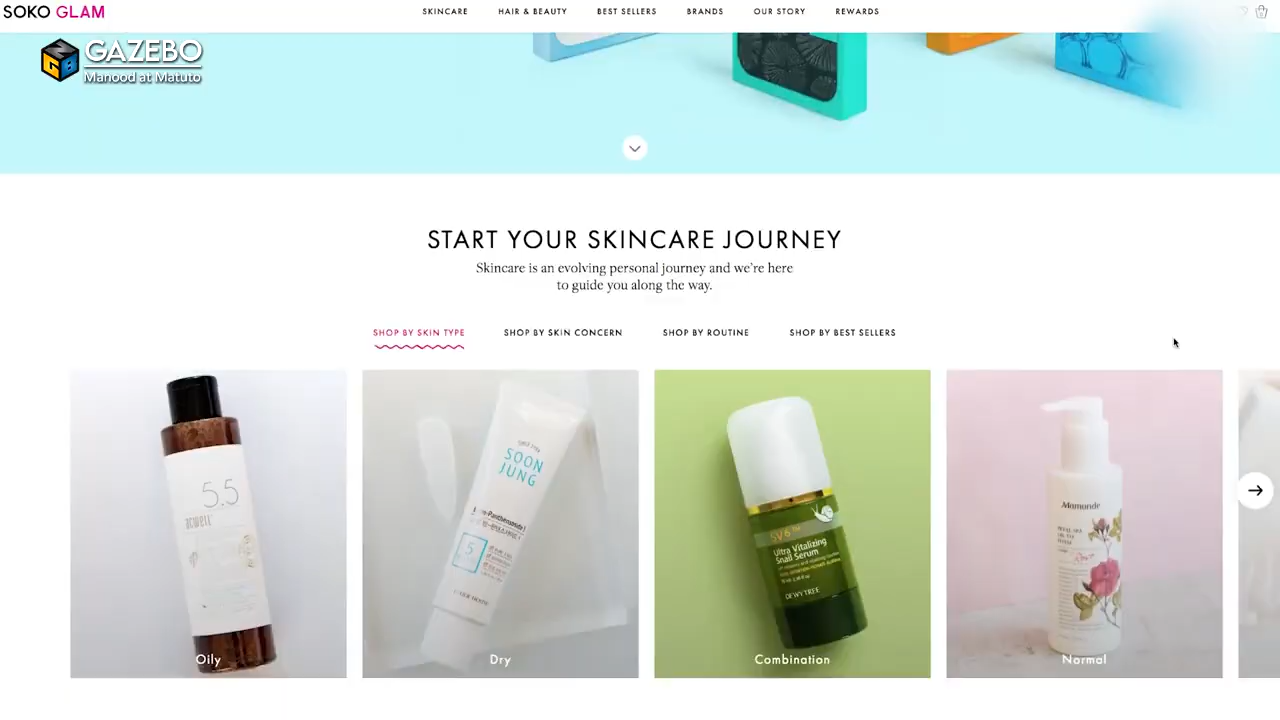 SOKO GLAM
SKINCARE
HAIR & BEAUTY
BEST SELLERS
BRANDS
OUR STORY
REWARDS
GAZEBO
Manood at Matuto
START YOUR SKINCARE JOURNEY
Skincare is an evolving personal journey and we're here
to guide you along the way.
SHOP BY SKIN TYPE
SHOP BY SKIN CONCERN
SHOP BY ROUTINE
SHOP BY BEST SELLERS
5.5
acwell
Oily
SOON
JUNG
5
Dry
SV6
Ultra Vitalizing
Snail Serum
DEWYTREE
Combination
Mamonde
Normal